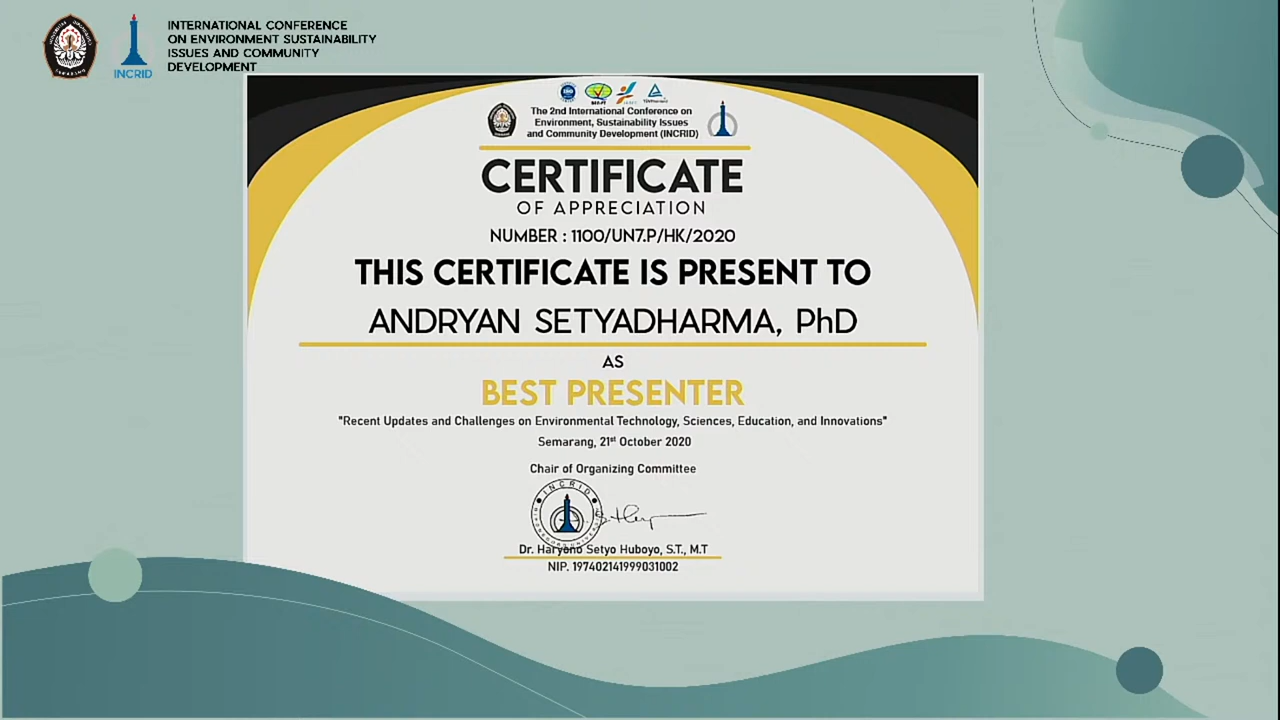 INTERNATIONAL CONFERENCE
ON ENVIRONMENT SUSTAINABILITY
ISSUES AND COMMUNITY
DEVELOPMENT
INCRID
The 2nd International Conference on
Environment, Sustainability Issues
and Community Development (INCRID)
CERTIFICATE
OF APPRECIATION
NUMBER : 1100/UN7.P/HK/2020
THIS CERTIFICATE IS PRESENT TO
ANDRYAN SETYADHARMA, PhD
AS
BEST PRESENTER
"Recent Updates and Challenges on Environmental Technology, Sciences, Education, and Innovations"
Semarang, 21st October 2020
Chair of Organizing Committee
INCRID
Dr. Haryono Setyo Huboyo, S.T., M.T
NIP. 197402141999031002